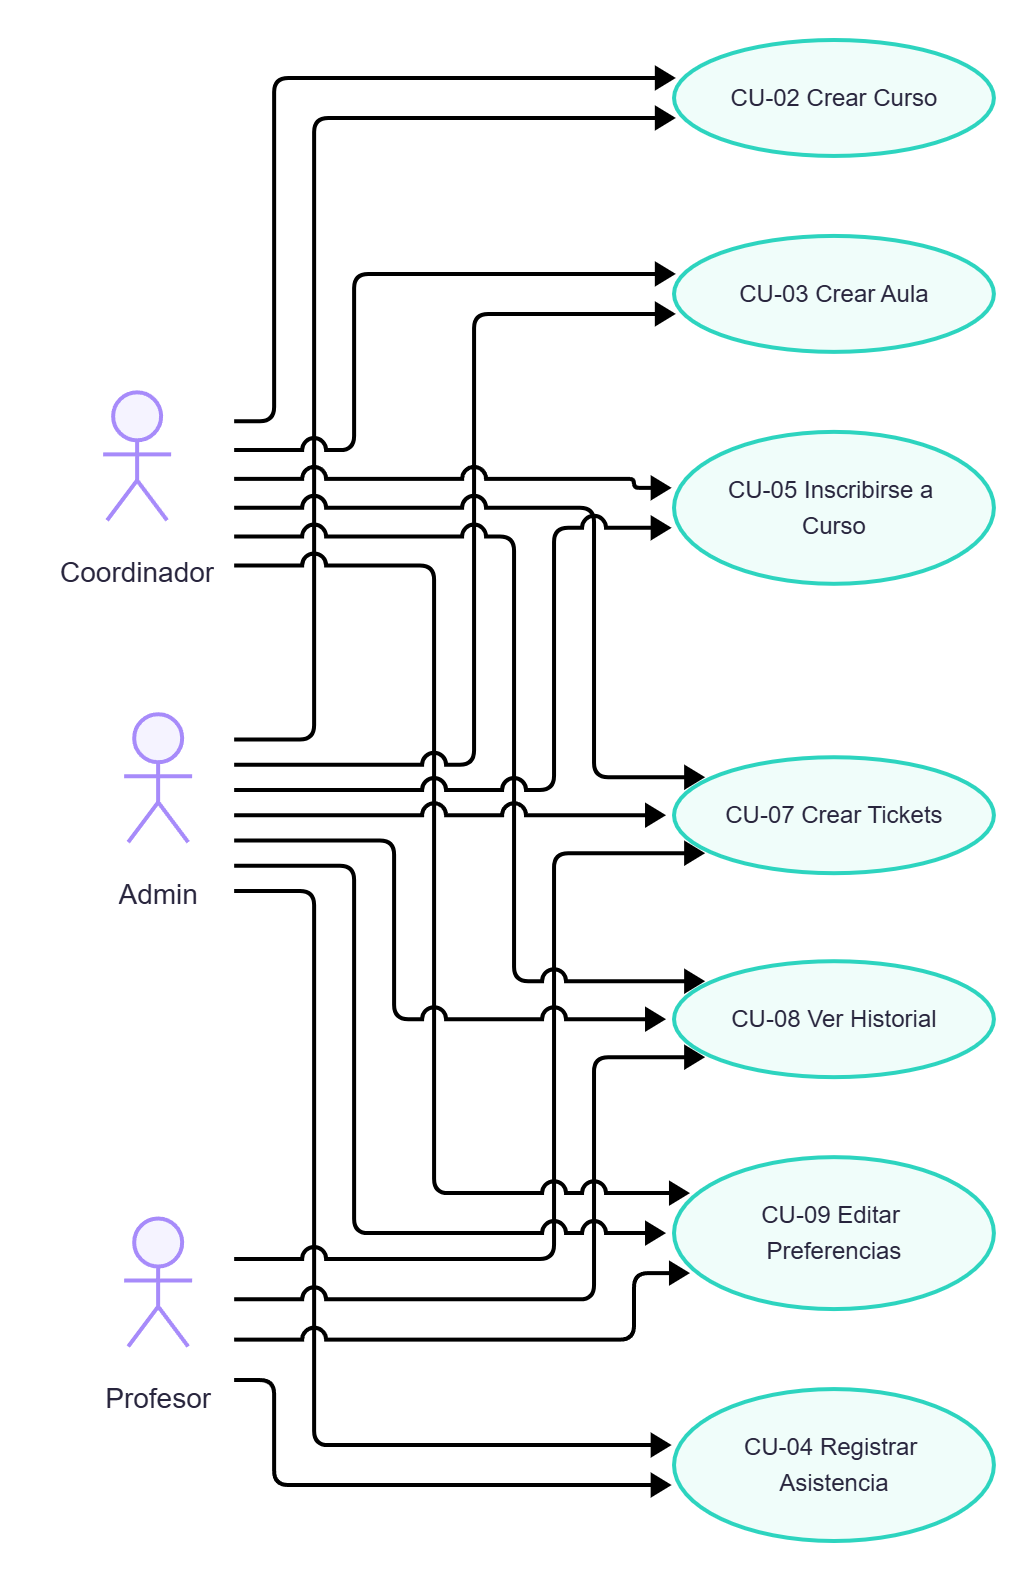 CU-02 Crear Curso
CU-03 Crear Aula
CU-05 Inscribirse a
Curso
Coordinador
CU-07 Crear Tickets
Admin
CU-08 Ver Historial
CU-09 Editar
Preferencias
Profesor
CU-04 Registrar
Asistencia